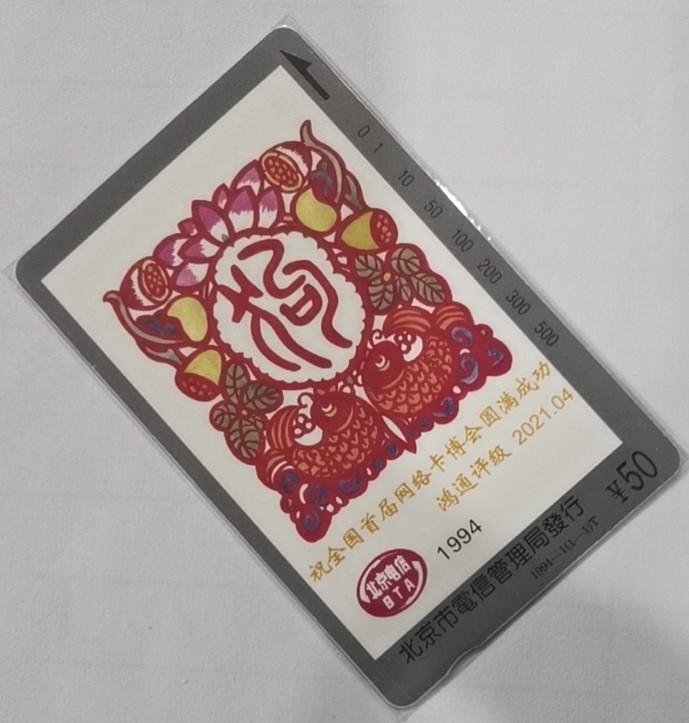 0 1 10 50 100 200 300 500
狗
祝全国首届网络卡博会圆满成功
鸿通评级 2021.04
北京电信
BTA
1994
¥50
北京市電信管理局發行
1994—1(1—1)T